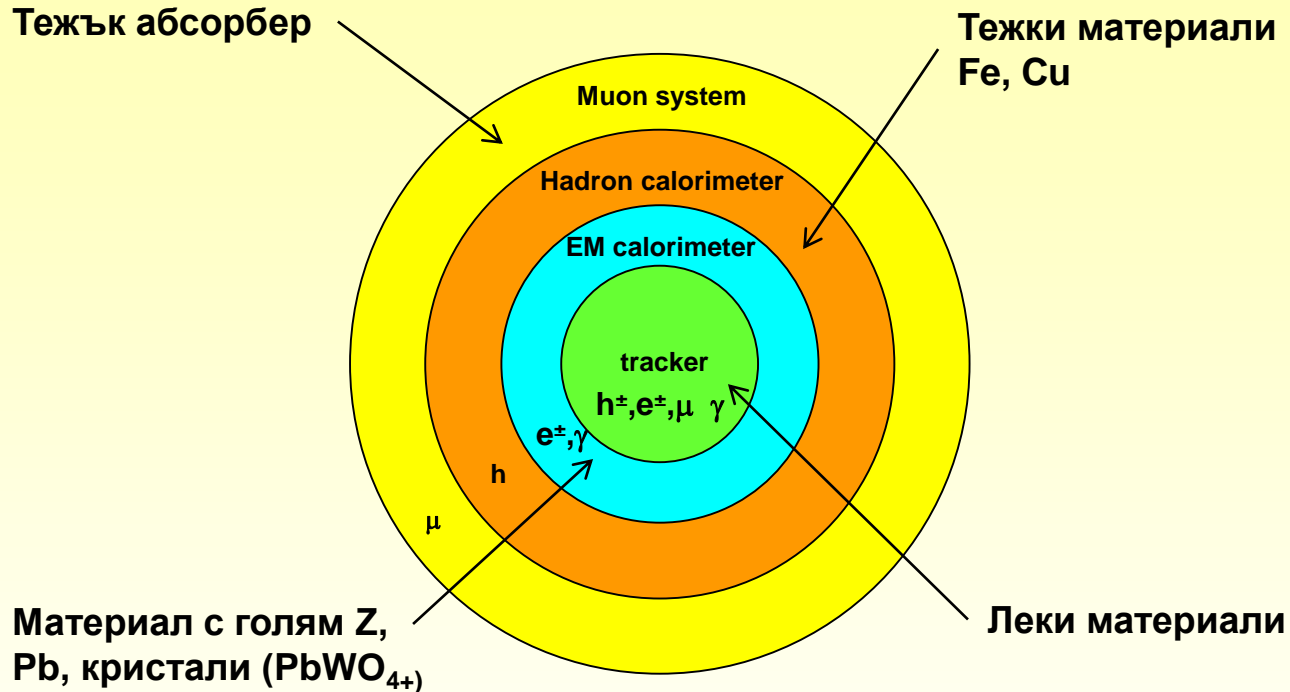 Тежък абсорбер
Тежки материали
Fe, Cu
Muon system
Hadron calorimeter
EM calorimeter
tracker
h±,e±,μ γ
e±,γ
h
μ
Материал с голям Z,
Pb, кристали (PbWO4+)
Леки материали